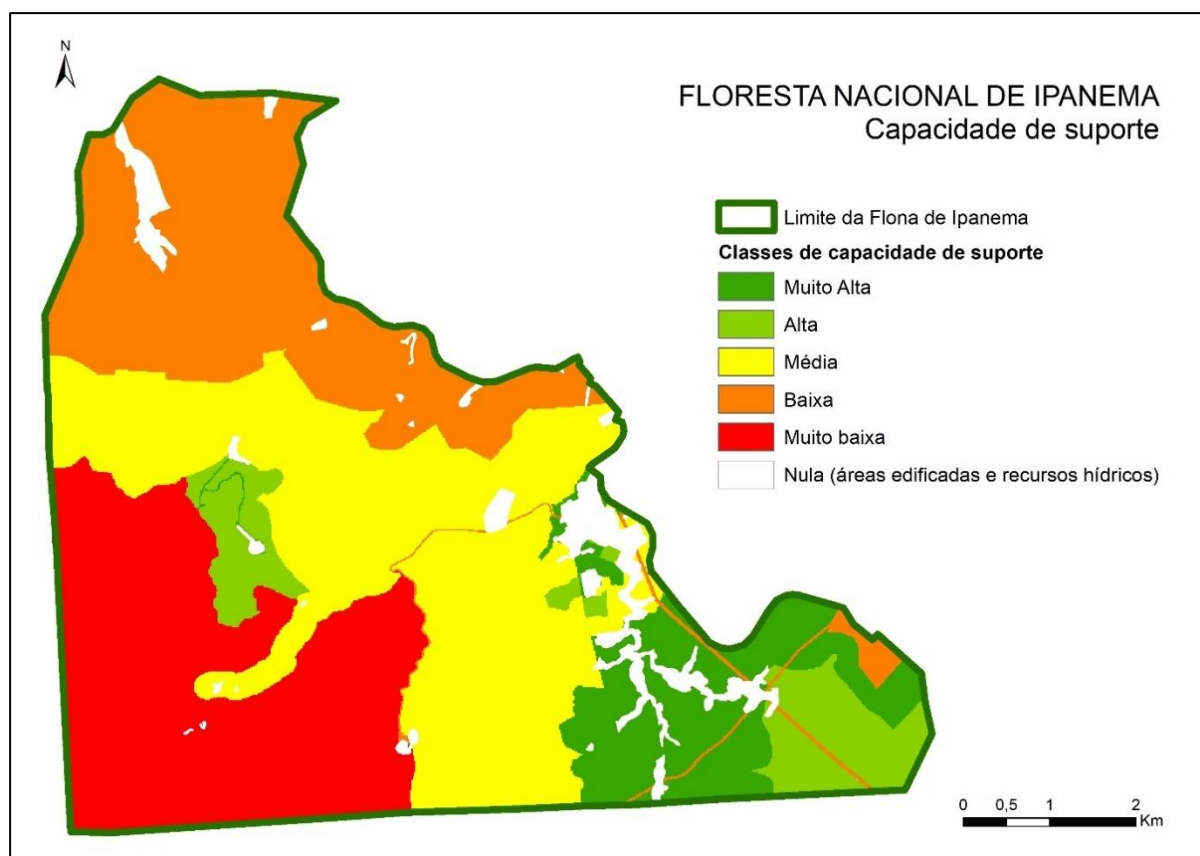 N
FLORESTA NACIONAL DE IPANEMA
Capacidade de suporte
Limite da Flona de Ipanema
Classes de capacidade de suporte
Muito Alta
Alta
Média
Baixa
Muito baixa
Nula (áreas edificadas e recursos hídricos)
0 0,5 1 2
Km